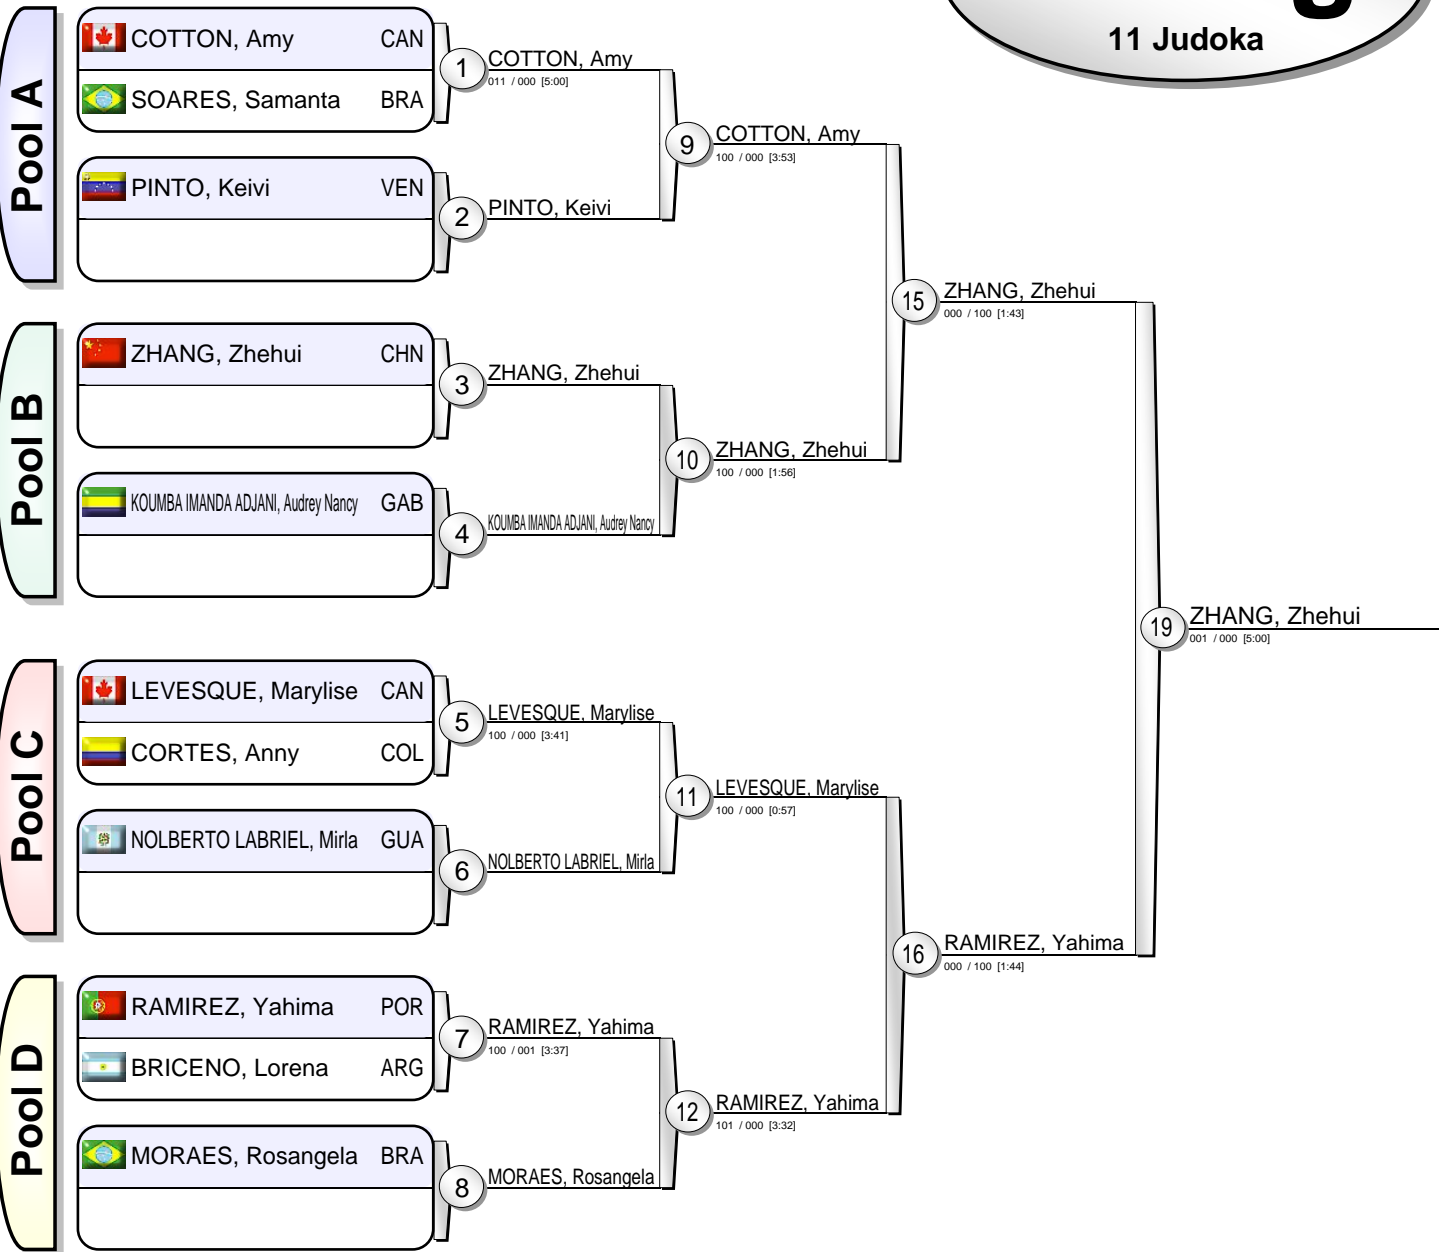 11 Judoka
Pool A
COTTON, Amy CAN
SOARES, Samanta BRA
1
COTTON, Amy
011 / 000 [5:00]
PINTO, Keivi VEN
2
PINTO, Keivi
9
COTTON, Amy
100 / 000 [3:53]
Pool B
ZHANG, Zhehui CHN
3
ZHANG, Zhehui
KOUMBA IMANDA ADJANI, Audrey Nancy GAB
4
KOUMBA IMANDA ADJANI, Audrey Nancy
10
ZHANG, Zhehui
100 / 000 [1:56]
15
ZHANG, Zhehui
000 / 100 [1:43]
Pool C
LEVESQUE, Marylise CAN
CORTES, Anny COL
5
LEVESQUE, Marylise
100 / 000 [3:41]
NOLBERTO LABRIEL, Mirla GUA
6
NOLBERTO LABRIEL, Mirla
11
LEVESQUE, Marylise
100 / 000 [0:57]
Pool D
RAMIREZ, Yahima POR
BRICENO, Lorena ARG
7
RAMIREZ, Yahima
100 / 001 [3:37]
MORAES, Rosangela BRA
8
MORAES, Rosangela
12
RAMIREZ, Yahima
101 / 000 [3:32]
16
RAMIREZ, Yahima
000 / 100 [1:44]
19
ZHANG, Zhehui
001 / 000 [5:00]